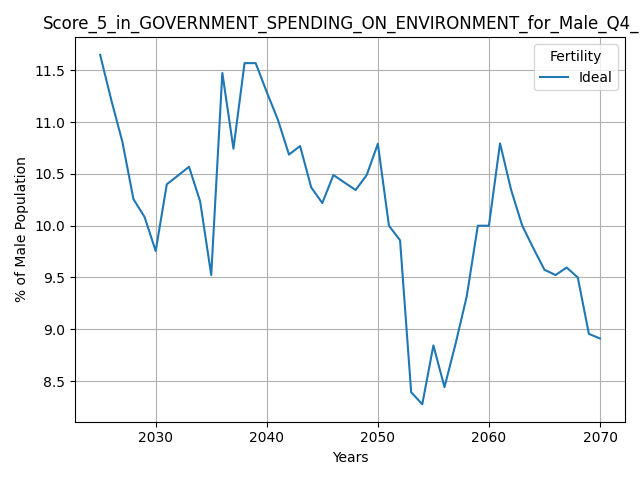 Score_5_in_GOVERNMENT_SPENDING_ON_ENVIRONMENT_for_Male_Q4_
Fertility
Ideal
% of Male Population
11.5
11.0
10.5
10.0
9.5
9.0
8.5
2030 2040 2050 2060 2070
Years